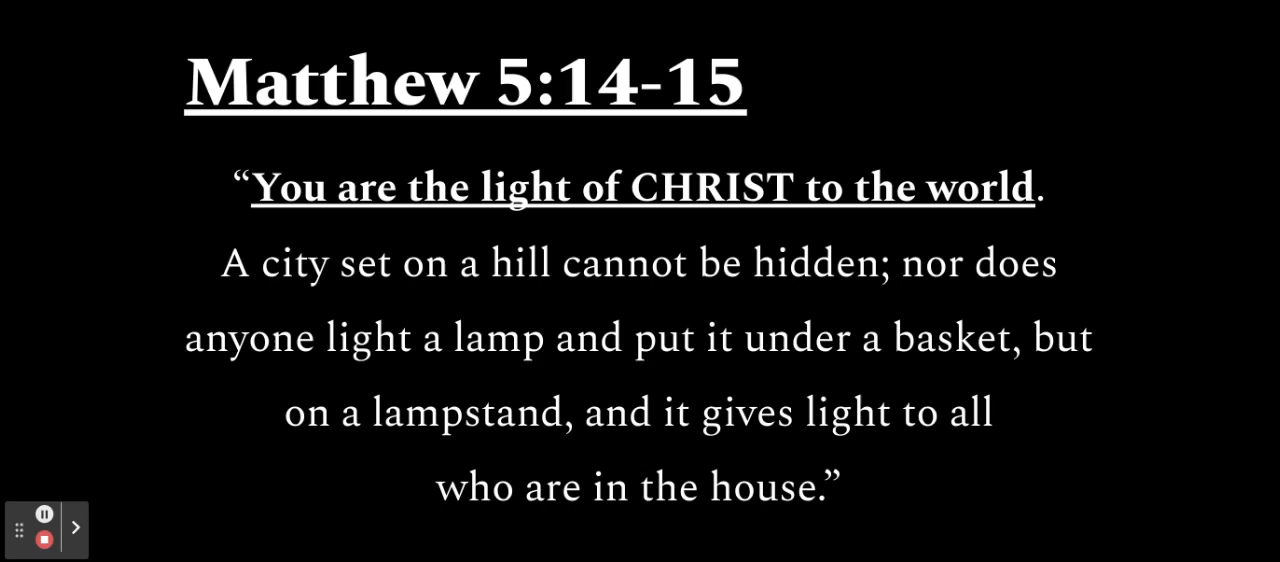 Matthew 5:14-15
“You are the light of CHRIST to the world.
A city set on a hill cannot be hidden; nor does
anyone light a lamp and put it under a basket, but
on a lampstand, and it gives light to all
who are in the house.”